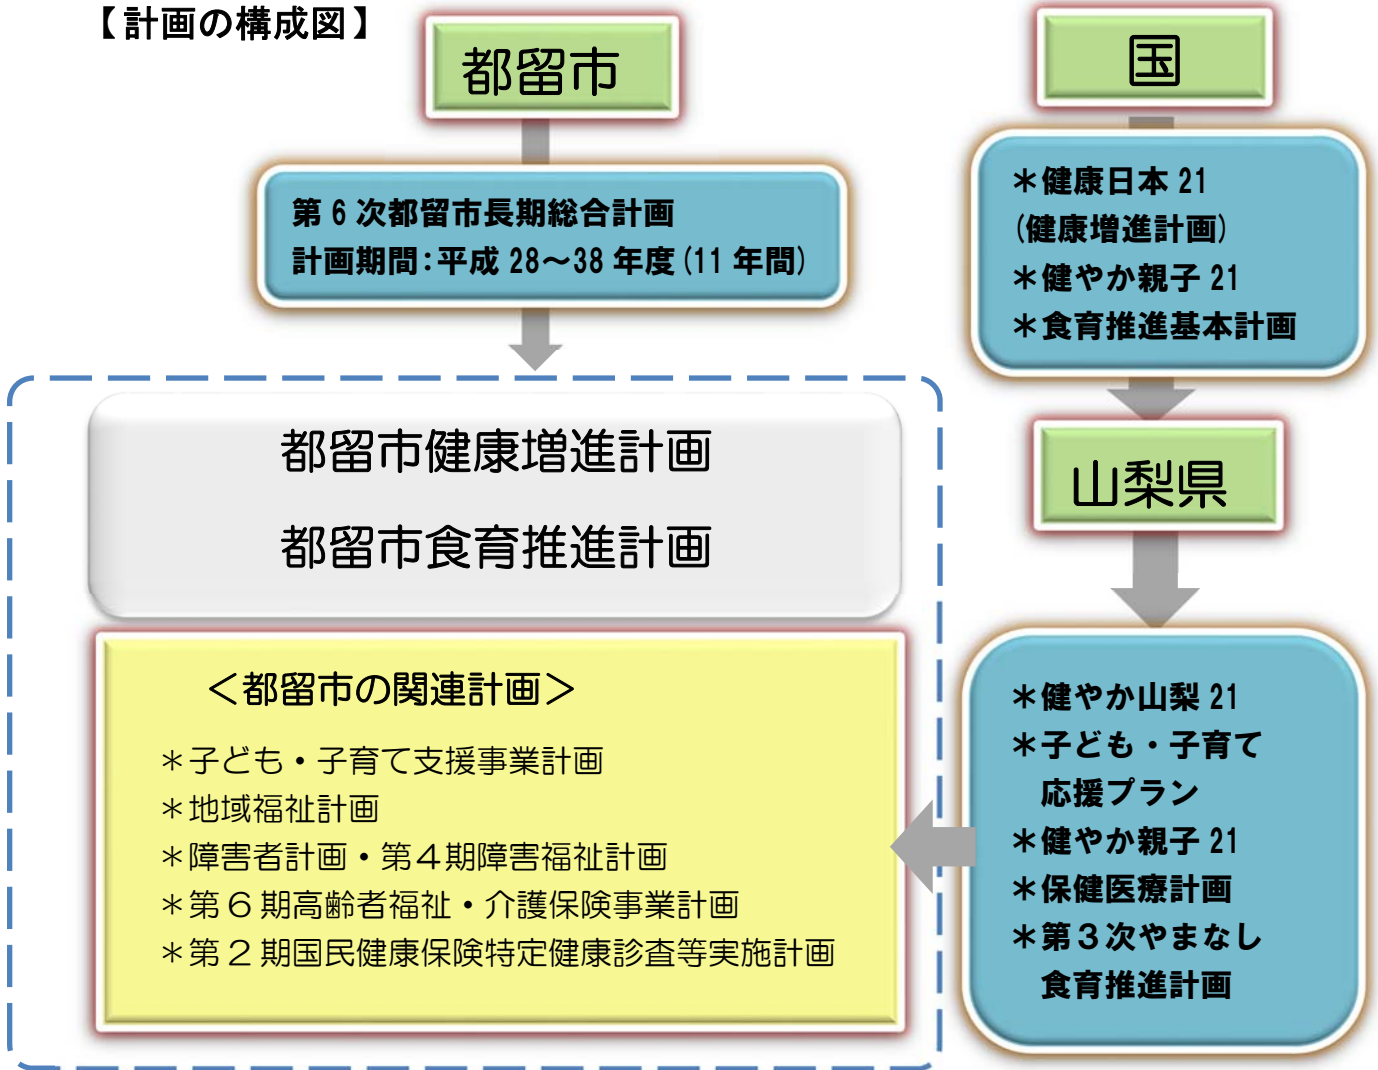 【計画の構成図】
都留市
第6次都留市長期総合計画
計画期間:平成28～38年度(11年間)
都留市健康増進計画
都留市食育推進計画
＜都留市の関連計画＞
＊子ども・子育て支援事業計画
＊地域福祉計画
＊障害者計画・第４期障害福祉計画
＊第６期高齢者福祉・介護保険事業計画
＊第２期国民健康保険特定健康診査等実施計画
国
＊健康日本21
(健康増進計画)
＊健やか親子21
＊食育推進基本計画
山梨県
＊健やか山梨21
＊子ども・子育て
応援プラン
＊健やか親子21
＊保健医療計画
＊第３次やまなし
食育推進計画